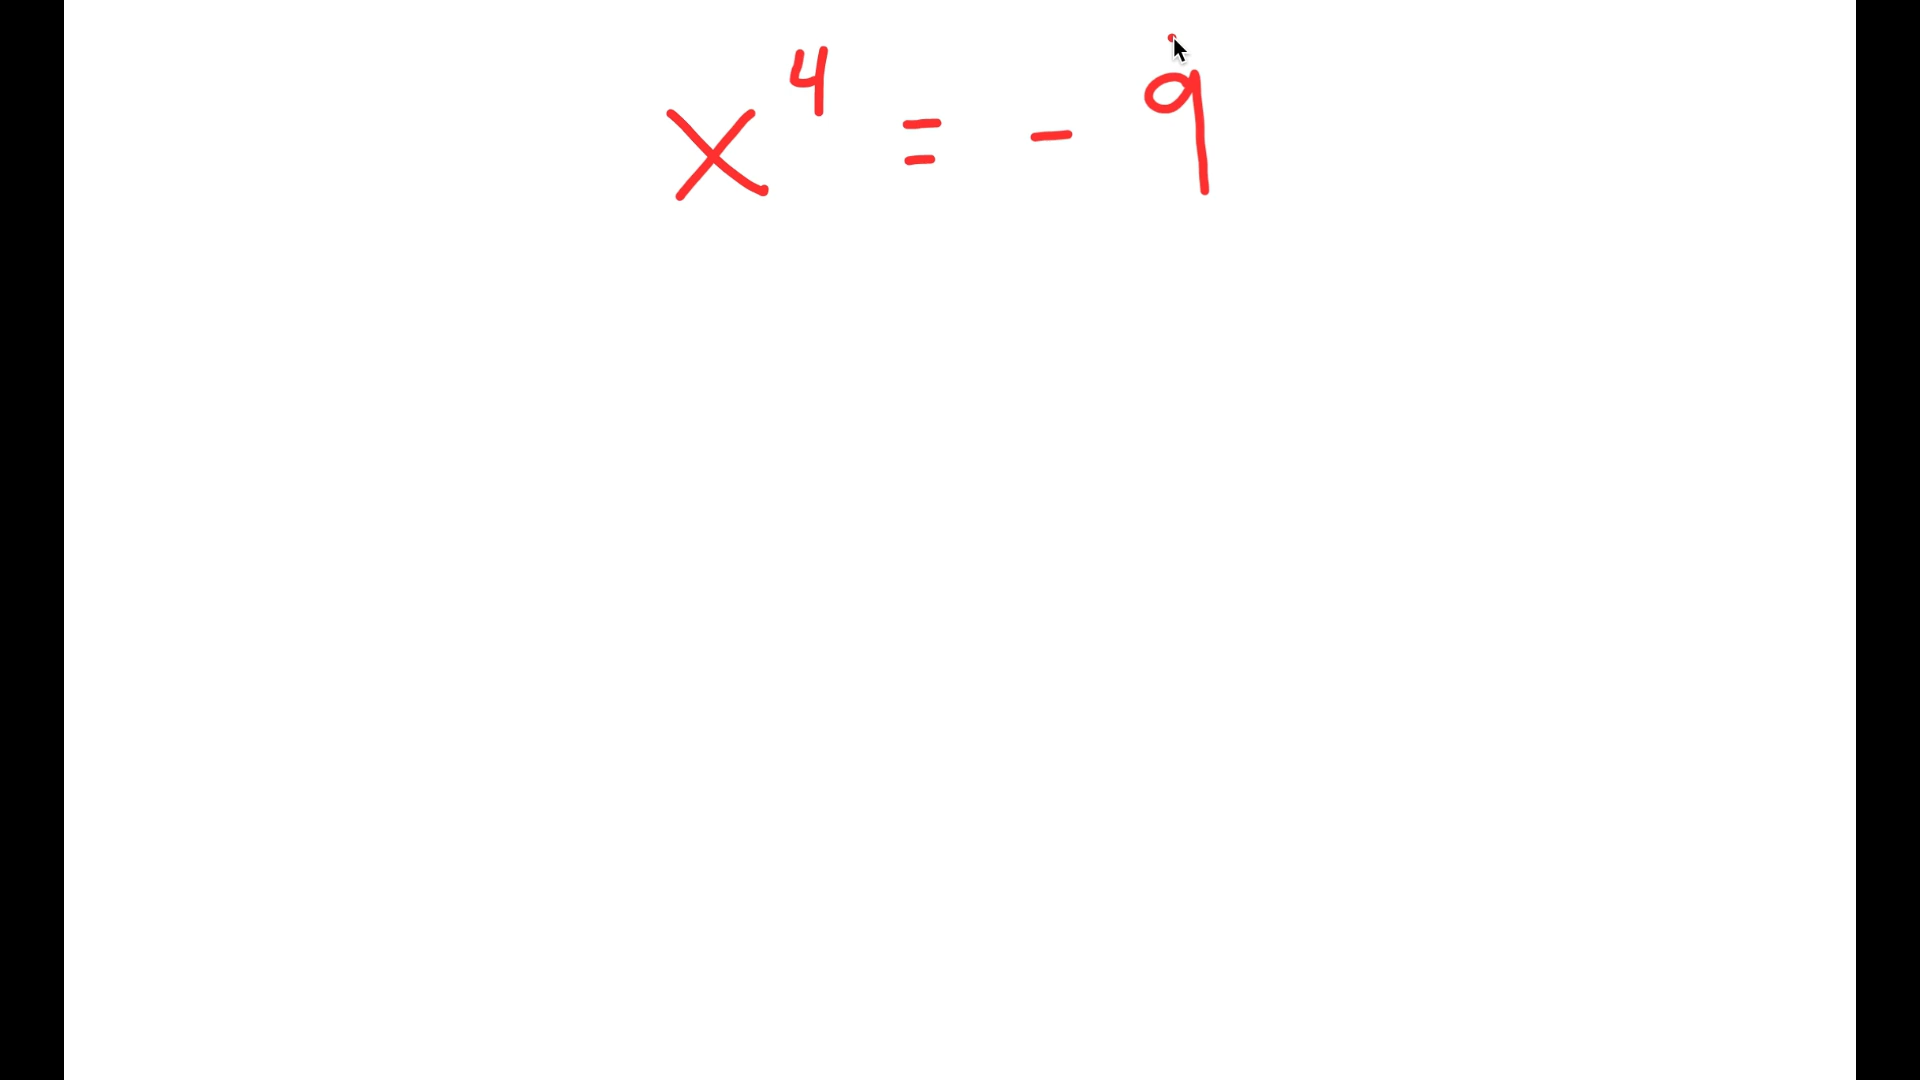 x⁴ = - 9